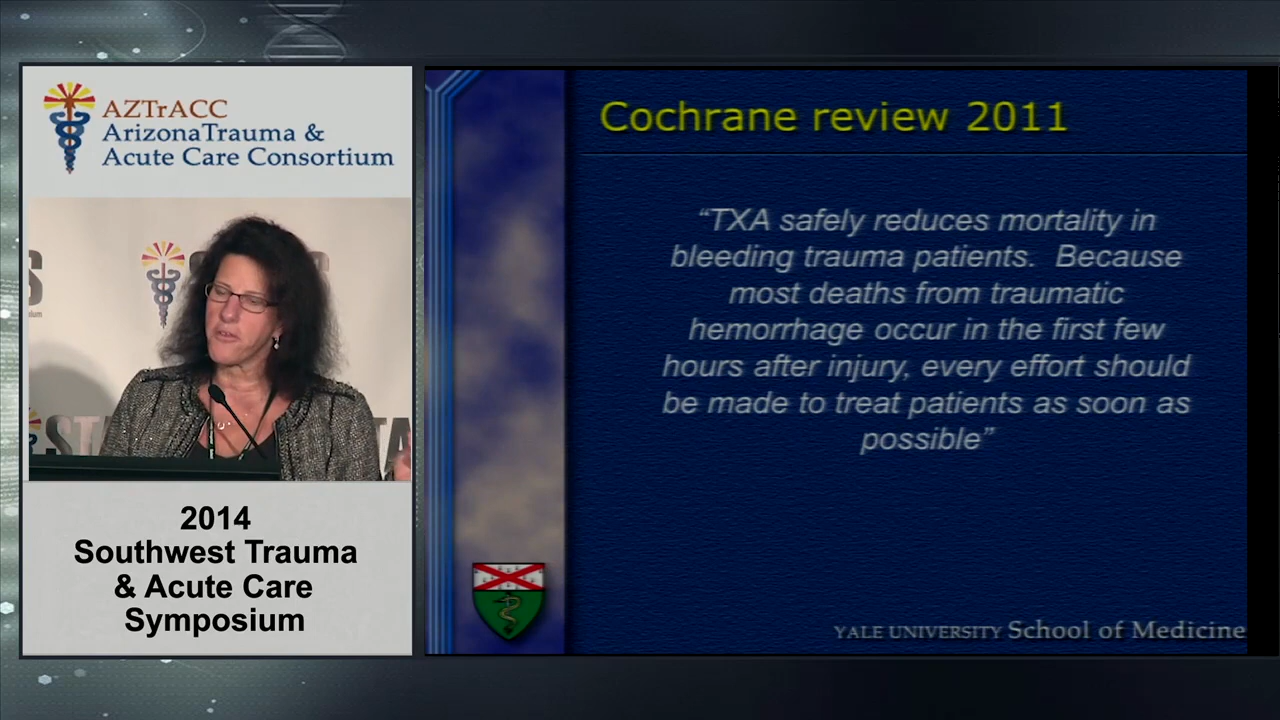 AZTrACC
ArizonaTrauma &
Acute Care Consortium
2014
Southwest Trauma
& Acute Care
Symposium
Cochrane review 2011
“TXA safely reduces mortality in
bleeding trauma patients.  Because
most deaths from traumatic
hemorrhage occur in the first few
hours after injury, every effort should
be made to treat patients as soon as
possible”
YALE UNIVERSITY School of Medicine